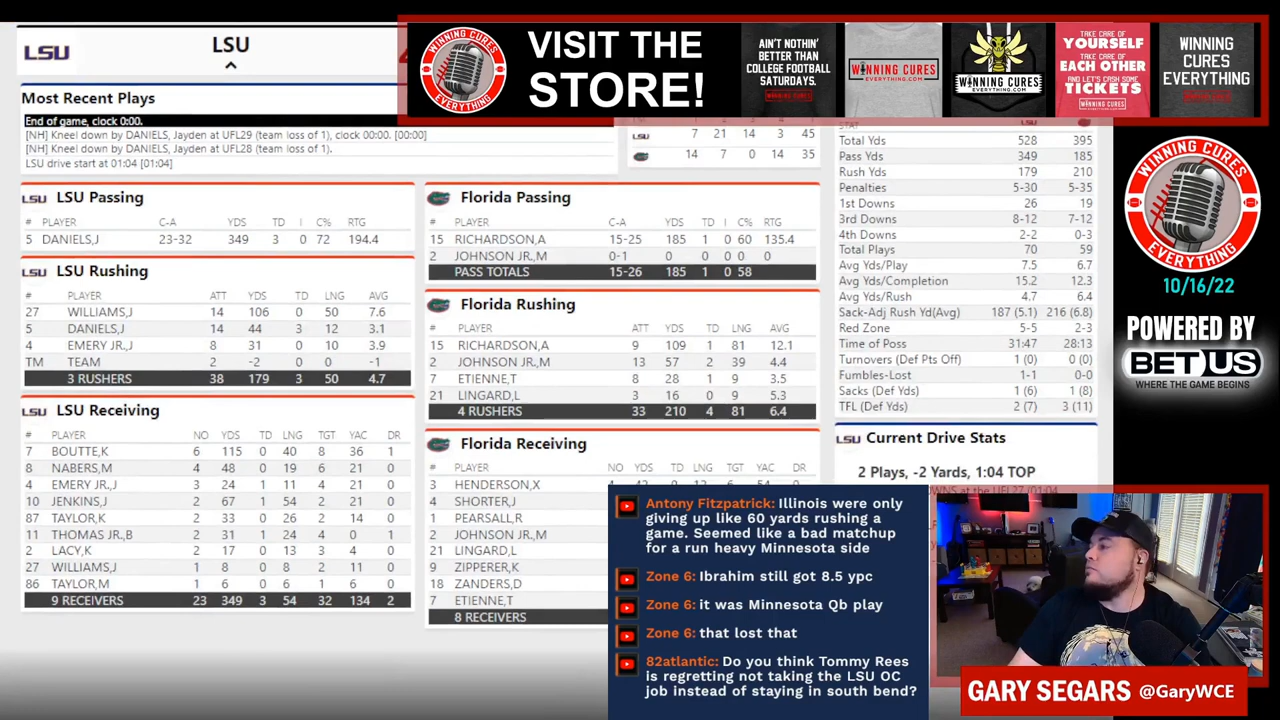 LSU
LSU
Most Recent Plays
End of game, clock 0:00.
[NH] Kneel down by DANIELS, Jayden at UFL29 (team loss of 1), clock 00:00. [00:00]
[NH] Kneel down by DANIELS, Jayden at UFL28 (team loss of 1).
LSU drive start at 01:04 [01:04]
WINNING CURES EVERYTHING
VISIT THE STORE!
AIN'T NOTHIN' BETTER THAN COLLEGE FOOTBALL SATURDAYS.
WINNING CURES
WINNING CURES EVERYTHING.COM
TAKE CARE OF YOURSELF TAKE CARE OF EACH OTHER AND LET'S CASH SOME TICKETS
WINNING CURES EVERYTHING
LSU 7 21 14 3 45
14 7 0 14 35
LSU Passing
# PLAYER C-A YDS TD I C% RTG
5 DANIELS,J 23-32 349 3 0 72 194.4
LSU Rushing
# PLAYER ATT YDS TD LNG AVG
27 WILLIAMS,J 14 106 0 50 7.6
5 DANIELS,J 14 44 3 12 3.1
4 EMERY JR.,J 8 31 0 10 3.9
TM TEAM 2 -2 0 0 -1
3 RUSHERS 38 179 3 50 4.7
LSU Receiving
# PLAYER NO YDS TD LNG TGT YAC DR
7 BOUTTE,K 6 115 0 40 8 36 1
8 NABERS,M 4 48 0 19 6 21 0
4 EMERY JR.,J 3 24 1 11 4 21 0
10 JENKINS,J 2 67 1 54 2 21 0
87 TAYLOR,K 2 33 0 26 2 14 0
11 THOMAS JR.,B 2 31 1 24 4 0 1
2 LACY,K 2 17 0 13 3 4 0
27 WILLIAMS,J 1 8 0 8 2 11 0
86 TAYLOR,M 1 6 0 6 1 6 0
9 RECEIVERS 23 349 3 54 32 134 2
Florida Passing
# PLAYER C-A YDS TD I C% RTG
15 RICHARDSON,A 15-25 185 1 0 60 135.4
2 JOHNSON JR.,M 0-1 0 0 0 0 0
PASS TOTALS 15-26 185 1 0 58
Florida Rushing
# PLAYER ATT YDS TD LNG AVG
15 RICHARDSON,A 9 109 1 81 12.1
2 JOHNSON JR.,M 13 57 2 39 4.4
7 ETIENNE,T 8 28 1 9 3.5
21 LINGARD,L 3 16 0 9 5.3
4 RUSHERS 33 210 4 81 6.4
Florida Receiving
# PLAYER NO YDS TD LNG TGT YAC DR
3 HENDERSON,X
4 SHORTER,J
1 PEARSALL,R
2 JOHNSON JR.,M
21 LINGARD,L
9 ZIPPERER,K
18 ZANDERS,D
7 ETIENNE,T
8 RECEIVERS
STAT LSU
Total Yds 528 395
Pass Yds 349 185
Rush Yds 179 210
Penalties 5-30 5-35
1st Downs 26 19
3rd Downs 8-12 7-12
4th Downs 2-2 0-3
Total Plays 70 59
Avg Yds/Play 7.5 6.7
Avg Yds/Completion 15.2 12.3
Avg Yds/Rush 4.7 6.4
Sack-Adj Rush Yd(Avg) 187 (5.1) 216 (6.8)
Red Zone 5-5 2-3
Time of Poss 31:47 28:13
Turnovers (Def Pts Off) 1 (0) 0 (0)
Fumbles-Lost 1-1 0-0
Sacks (Def Yds) 1 (6) 1 (8)
TFL (Def Yds) 2 (7) 3 (11)
LSU Current Drive Stats
2 Plays, -2 Yards, 1:04 TOP
Antony Fitzpatrick: Illinois were only
giving up like 60 yards rushing a
game. Seemed like a bad matchup
for a run heavy Minnesota side
Zone 6: Ibrahim still got 8.5 ypc
Zone 6: it was Minnesota Qb play
Zone 6: that lost that
82atlantic: Do you think Tommy Rees
is regretting not taking the LSU OC
job instead of staying in south bend?
WINNING CURES
EVERYTHING
10/16/22
POWERED BY
BETUS
WHERE THE GAME BEGINS
GARY SEGARS @GaryWCE